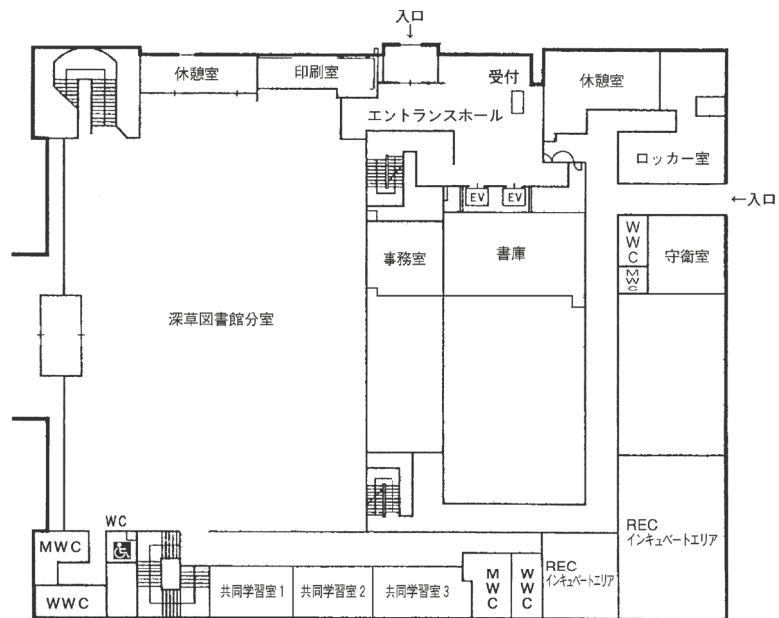 入口
↓
休憩室
印刷室
受付
休憩室
エントランスホール
ロッカー室
EV
EV
←入口
事務室
書庫
WWC
守衛室
MWC
深草図書館分室
WC
MWC
REC
インキュベートエリア
REC
インキュベートエリア
WWC
共同学習室1
共同学習室2
共同学習室3
MWC
WWC